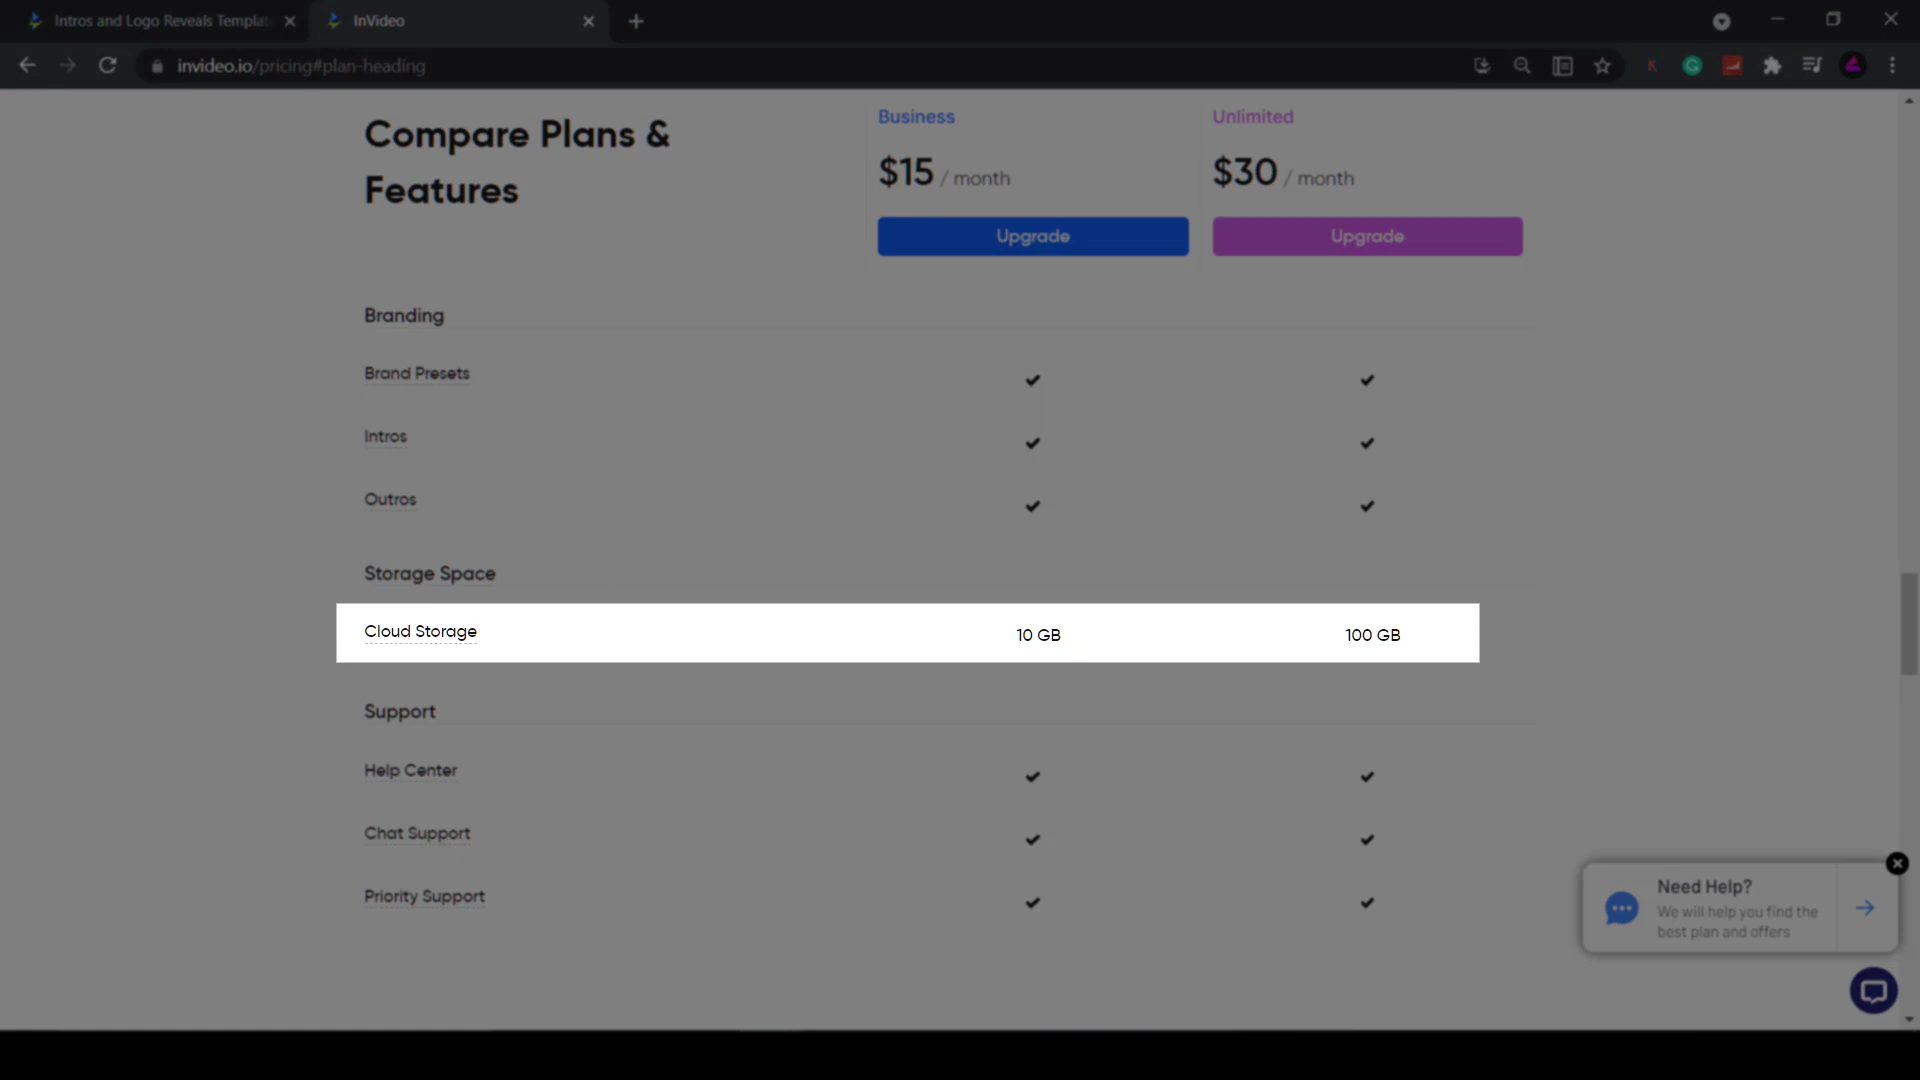 Intros and Logo Reveals Templat
InVideo
invideo.io/pricing#plan-heading
Compare Plans &
Features
Business
$15 / month
Upgrade
Unlimited
$30 / month
Upgrade
Branding
Brand Presets
Intros
Outros
Storage Space
Cloud Storage 10 GB 100 GB
Support
Help Center
Chat Support
Priority Support
Need Help?
We will help you find the
best plan and offers